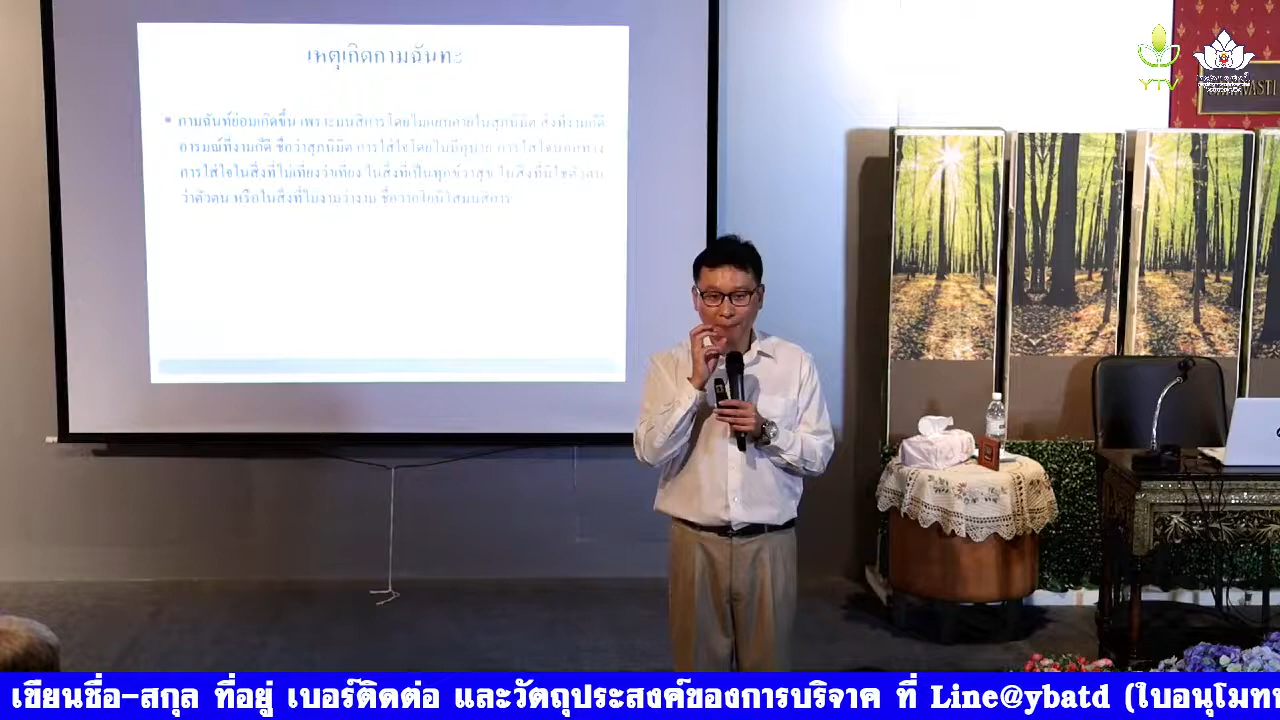 เหตุเกิดกามฉันทะ
กามฉันท์ย่อมเกิดขึ้น เพราะมนสิการโดยไม่แยบคายในสุภนิมิต สิ่งที่งามก็ดี
อารมณ์ที่งามก็ดี ชื่อว่าสุภนิมิต การใส่ใจโดยไม่มีอุบาย การใส่ใจนอกทาง
การใส่ใจในสิ่งที่ไม่เที่ยงว่าเที่ยง ในสิ่งที่เป็นทุกข์ว่าสุข ในสิ่งที่มิใช่ตัวตน
ว่าตัวตน หรือในสิ่งที่ไม่งามว่างาม ชื่อว่าอโยนิโสมนสิการ
YTV
VASTI
เขียนชื่อ-สกุล ที่อยู่ เบอร์ติดต่อ และวัตถุประสงค์ของการบริจาค ที่ Line@ybatd (ใบอนุโมท